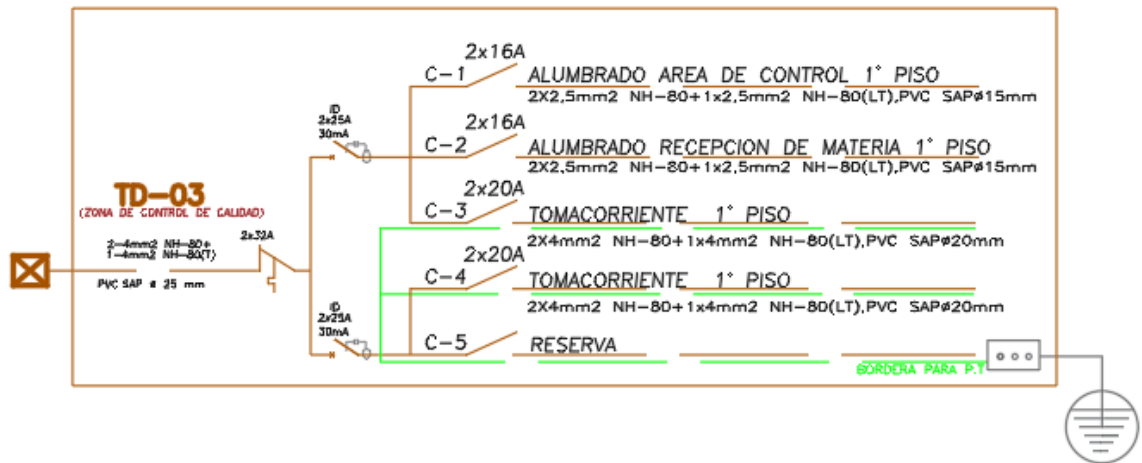 2x16A
C-1 ALUMBRADO AREA DE CONTROL 1° PISO
2X2,5mm2 NH-80+1x2,5mm2 NH-80(LT),PVC SAPø15mm
ID
2x25A
30mA
2x16A
C-2 ALUMBRADO RECEPCION DE MATERIA 1° PISO
2X2,5mm2 NH-80+1x2,5mm2 NH-80(LT),PVC SAPø15mm
TD-03
(ZONA DE CONTROL DE CALIDAD)
2x20A
C-3 TOMACORRIENTE 1° PISO
2X4mm2 NH-80+1x4mm2 NH-80(LT),PVC SAPø20mm
2-4mm2 NH-80+
1-4mm2 NH-80(T)
PVC SAP ø 25 mm
2x32A
2x20A
C-4 TOMACORRIENTE 1° PISO
2X4mm2 NH-80+1x4mm2 NH-80(LT),PVC SAPø20mm
ID
2x25A
30mA
C-5 RESERVA
BORDERA PARA P.T